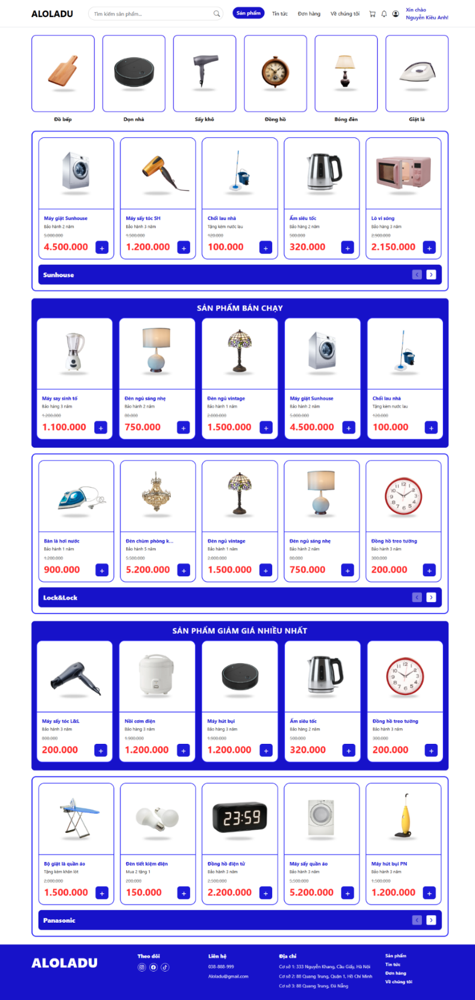 ALOLADU
Tìm kiếm sản phẩm...
Sản phẩm
Tin tức
Đơn hàng
Về chúng tôi
Xin chào
Nguyễn Kiều Anh!
Đồ bếp
Dọn nhà
Sấy khô
Đồng hồ
Bóng đèn
Giặt là
Máy giặt Sunhouse
Bảo hành 2 năm
5.000.000
4.500.000
+
Máy sấy tóc SH
Bảo hành 3 năm
1.500.000
1.200.000
+
Chổi lau nhà
Tặng kèm nước lau
120.000
100.000
+
Ấm siêu tốc
Bảo hàng 2 năm
500.000
320.000
+
Lò vi sóng
Bảo hàng 3 năm
2.900.000
2.150.000
+
Sunhouse
SẢN PHẨM BÁN CHẠY
Máy say sinh tố
Bảo hàng 3 năm
1.200.000
1.100.000
+
Đèn ngủ sáng nhẹ
Bảo hành 2 năm
80.000
750.000
+
Đèn ngủ vintage
Bảo hành 1 năm
2.000.000
1.500.000
+
Máy giặt Sunhouse
Bảo hành 2 năm
5.000.000
4.500.000
+
Chổi lau nhà
Tặng kèm nước lau
120.000
100.000
+
Bàn là hơi nước
Bảo hành 1 năm
1.200.000
900.000
+
Đèn chùm phòng k...
Bảo hành 5 năm
5.500.000
5.200.000
+
Đèn ngủ vintage
Bảo hành 1 năm
2.000.000
1.500.000
+
Đèn ngủ sáng nhẹ
Bảo hành 2 năm
80.000
750.000
+
Đồng hồ treo tường
Bảo hành 3 năm
300.000
200.000
+
Lock&Lock
SẢN PHẨM GIẢM GIÁ NHIỀU NHẤT
Máy sấy tóc L&L
Bảo hành 3 năm
800.000
200.000
+
Nồi cơm điện
Bảo hàng 3 năm
1.900.000
1.200.000
+
Máy hút bụi
Bảo hàng 3 năm
1.900.000
1.200.000
+
Ấm siêu tốc
Bảo hàng 2 năm
500.000
320.000
+
Đồng hồ treo tường
Bảo hành 3 năm
300.000
200.000
+
Bộ giặt là quần áo
Tặng kèm khăn lót
2.000.000
1.500.000
+
Đèn tiết kiệm điện
Mua 2 tặng 1
200.000
150.000
+
23:59
Đồng hồ điện tử
Bảo hành 3 năm
2.500.000
2.200.000
+
Máy sấy quần áo
Bảo hành 3 năm
5.500.000
5.200.000
+
Máy hút bụi PN
Bảo hành 3 năm
1.500.000
1.200.000
+
Panasonic
ALOLADU
Theo dõi
Liên hệ
038-888-999
Aloladu@gmail.com
Địa chỉ
Cơ sở 1: 333 Nguyễn Khang, Cầu Giấy, Hà Nội
Cơ sở 2: 88 Quang Trung, Quận 1, Hồ Chí Minh
Cơ sở 3: 88 Quang Trung, Đà Nẵng
Sản phẩm
Tin tức
Đơn hàng
Về chúng tôi